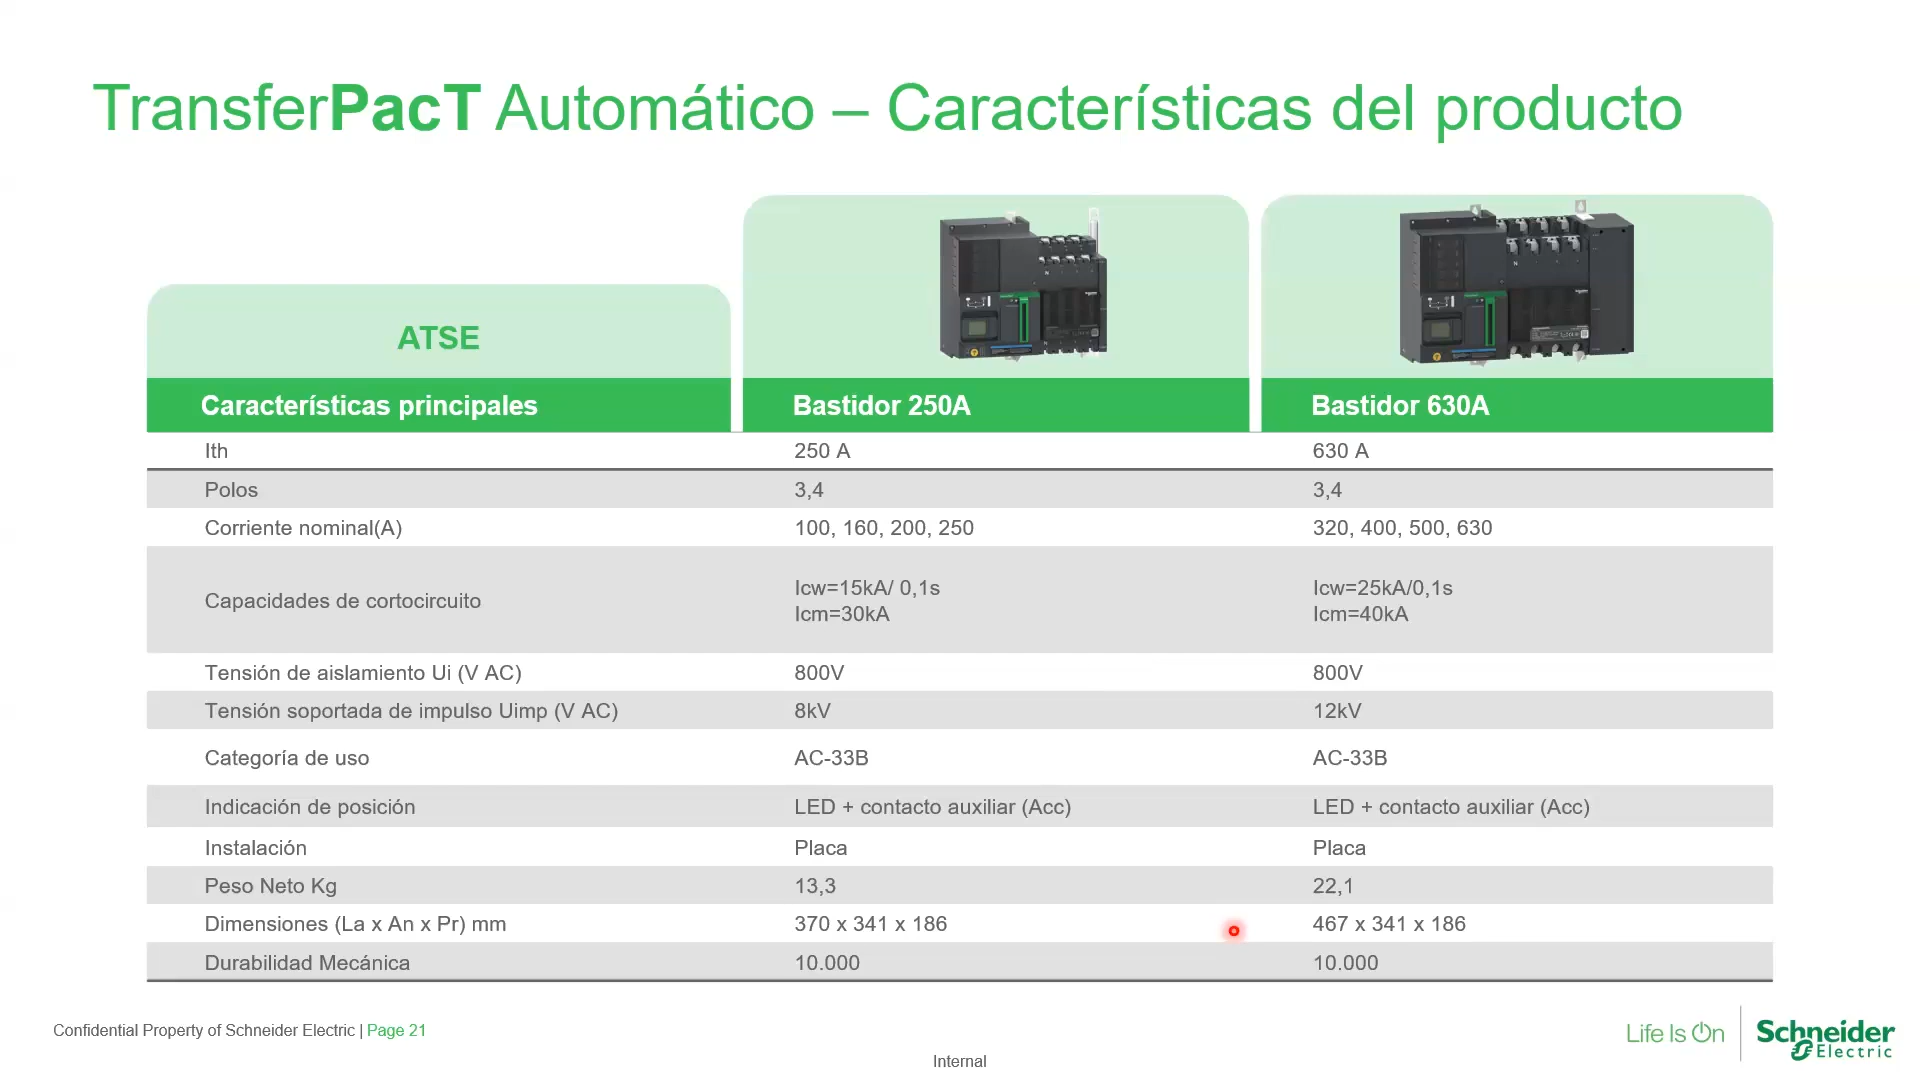 TransferPacT Automático – Características del producto
ATSE
Características principales Bastidor 250A Bastidor 630A
Ith 250 A 630 A
Polos 3,4 3,4
Corriente nominal(A) 100, 160, 200, 250 320, 400, 500, 630
Capacidades de cortocircuito Icw=15kA/ 0,1s Icw=25kA/0,1s
Icm=30kA Icm=40kA
Tensión de aislamiento Ui (V AC) 800V 800V
Tensión soportada de impulso Uimp (V AC) 8kV 12kV
Categoría de uso AC-33B AC-33B
Indicación de posición LED + contacto auxiliar (Acc) LED + contacto auxiliar (Acc)
Instalación Placa Placa
Peso Neto Kg 13,3 22,1
Dimensiones (La x An x Pr) mm 370 x 341 x 186 467 x 341 x 186
Durabilidad Mecánica 10.000 10.000
Confidential Property of Schneider Electric | Page 21
Internal
Life Is On
Schneider
Electric